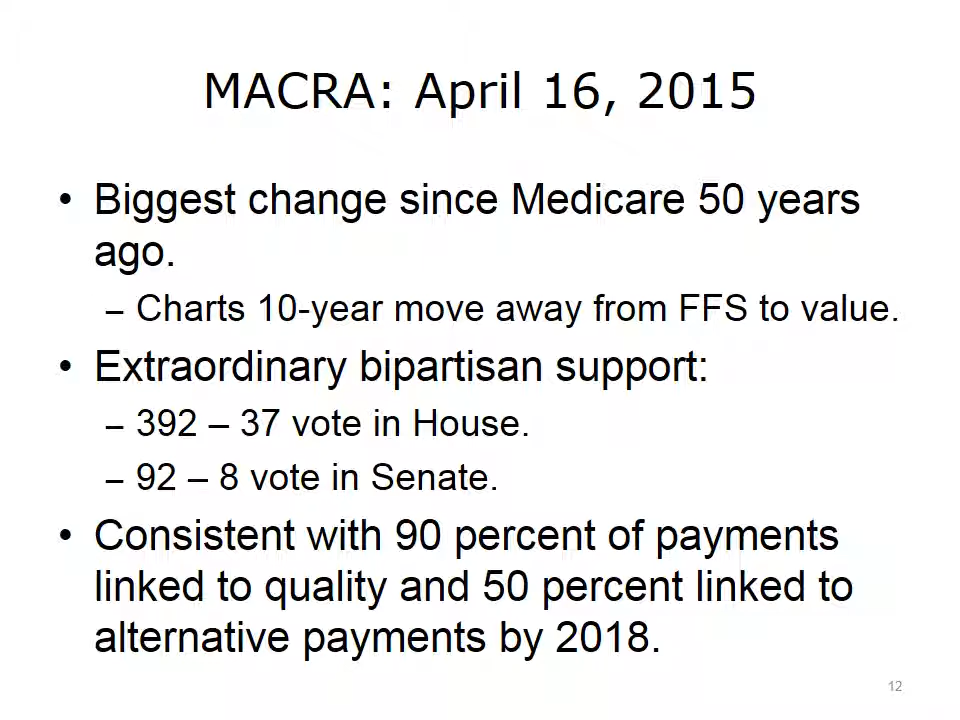 MACRA: April 16, 2015
• Biggest change since Medicare 50 years
ago.
– Charts 10-year move away from FFS to value.
• Extraordinary bipartisan support:
– 392 – 37 vote in House.
– 92 – 8 vote in Senate.
• Consistent with 90 percent of payments
linked to quality and 50 percent linked to
alternative payments by 2018.
12